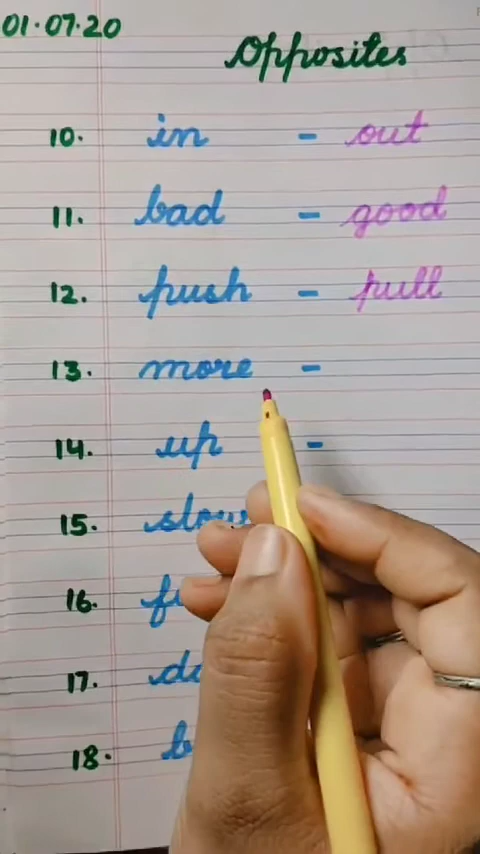 01.07.20
Opposites
10. in - out
11. bad - good
12. push - pull
13. more -
14. up -
15. slow
16.
17.
18.